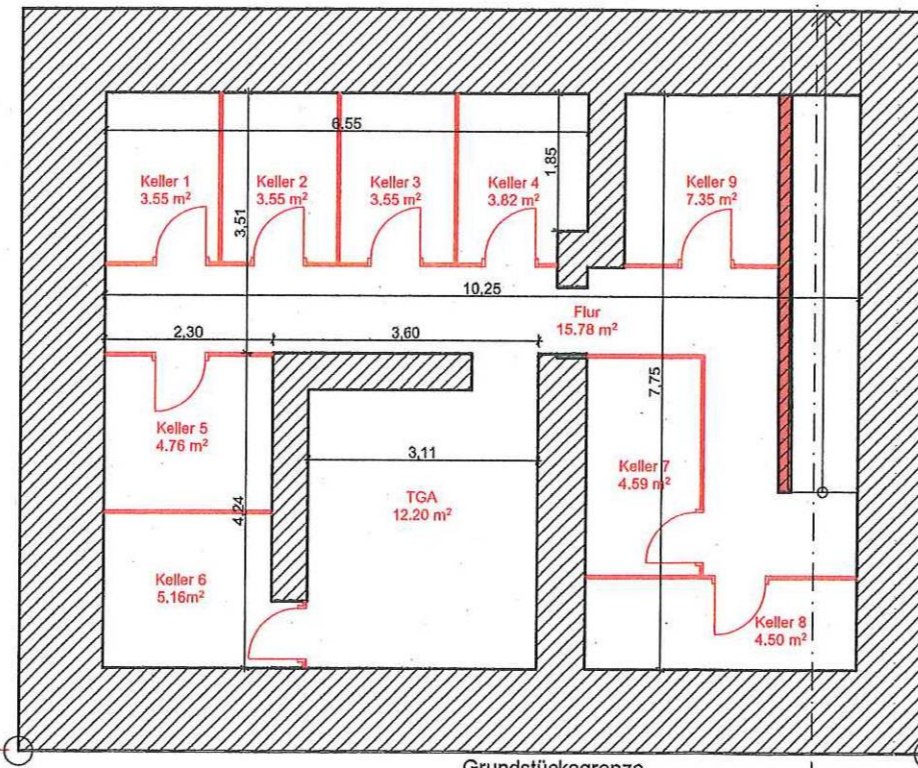 6,55
1,85
Keller 1
3.55 m²
Keller 2
3.55 m²
Keller 3
3.55 m²
Keller 4
3.82 m²
Keller 9
7.35 m²
3,51
10,25
Flur
15.78 m²
2,30
3,60
7,75
Keller 5
4.76 m²
3,11
Keller 7
4.59 m²
TGA
12.20 m²
4,24
Keller 6
5.16m²
Keller 8
4.50 m²
Grundstücksgrenze